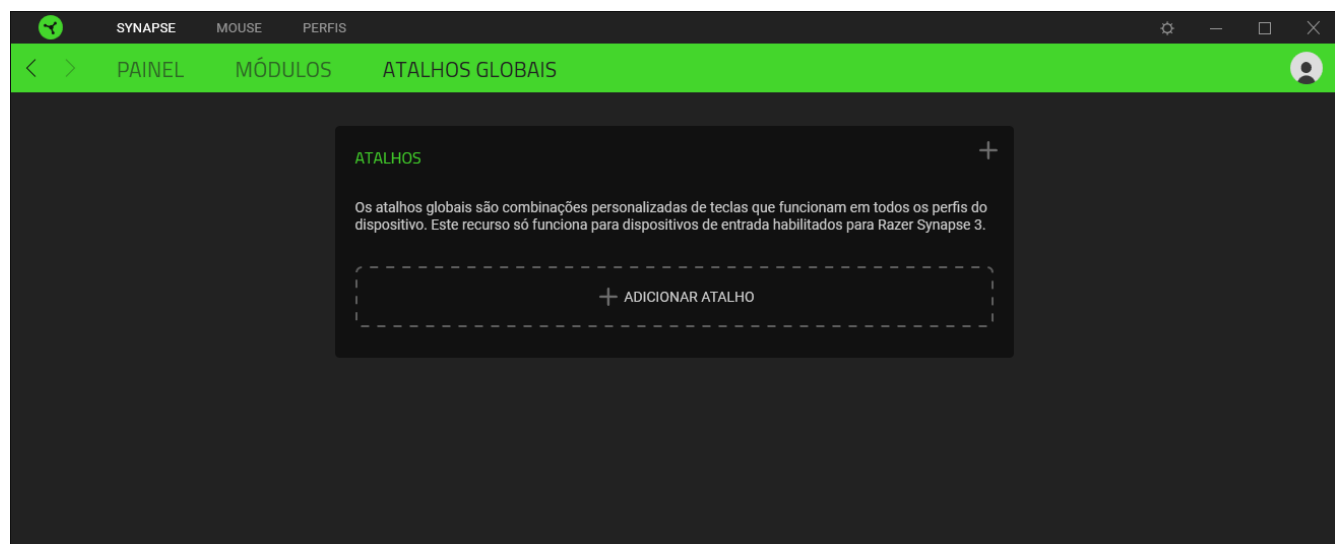 SYNAPSE MOUSE PERFIS
PAINEL MÓDULOS ATALHOS GLOBAIS
ATALHOS
Os atalhos globais são combinações personalizadas de teclas que funcionam em todos os perfis do
dispositivo. Este recurso só funciona para dispositivos de entrada habilitados para Razer Synapse 3.
ADICIONAR ATALHO